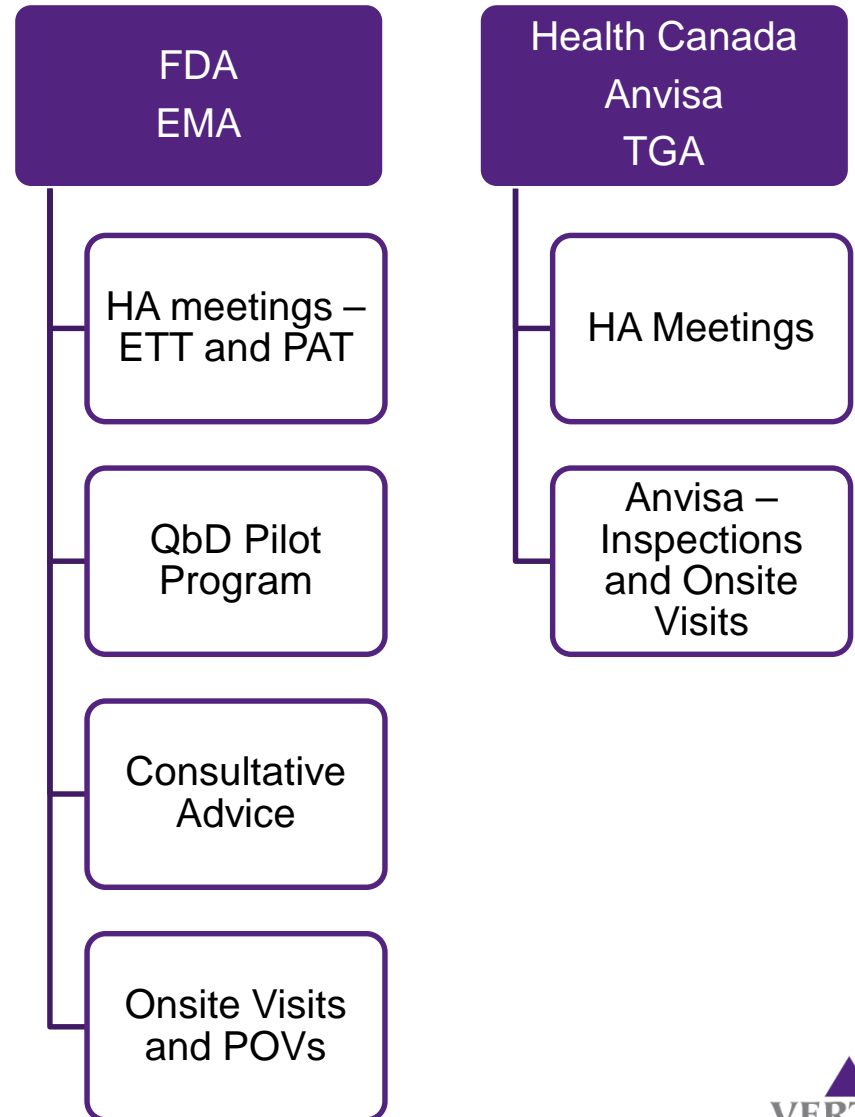 FDA
EMA
HA meetings –
ETT and PAT
QbD Pilot
Program
Consultative
Advice
Onsite Visits
and POVs
Health Canada
Anvisa
TGA
HA Meetings
Anvisa –
Inspections
and Onsite
Visits